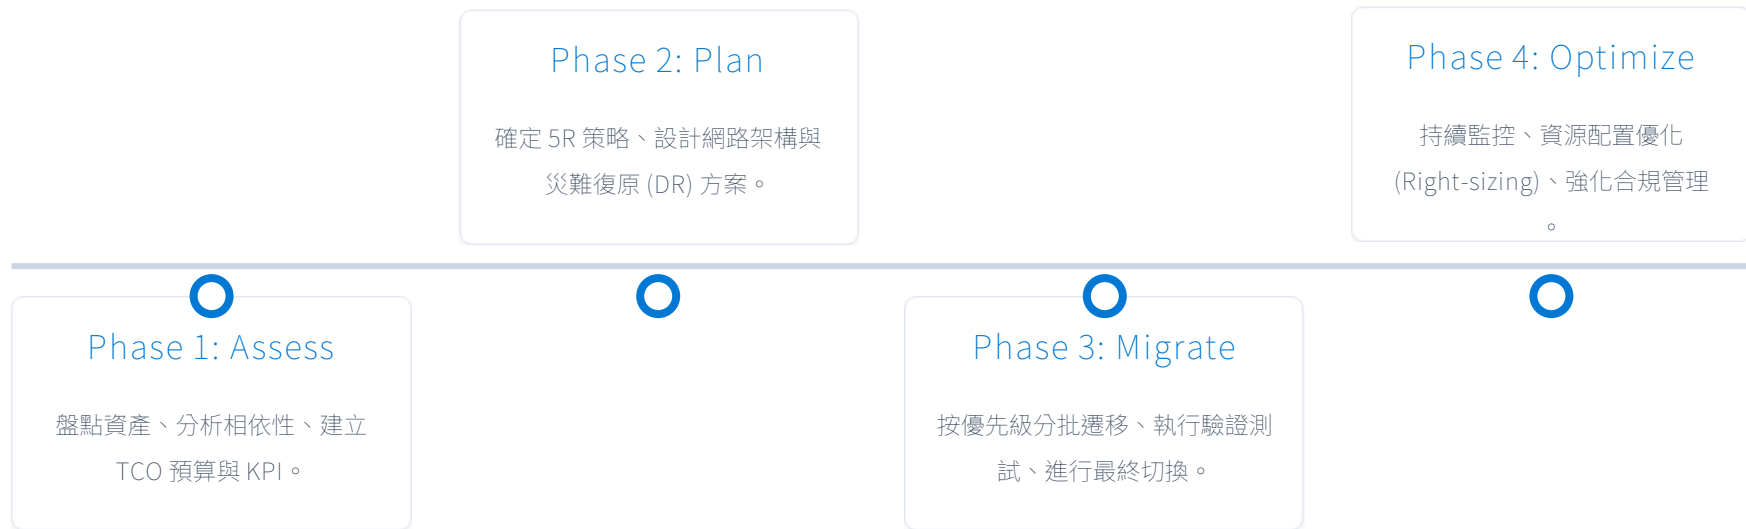 Phase 1: Assess
盤點資產、分析相依性、建立
TCO 預算與 KPI。
Phase 2: Plan
確定 5R 策略、設計網路架構與
災難復原 (DR) 方案。
Phase 3: Migrate
按優先級分批遷移、執行驗證測
試、進行最終切換。
Phase 4: Optimize
持續監控、資源配置優化
(Right-sizing)、強化合規管理
。